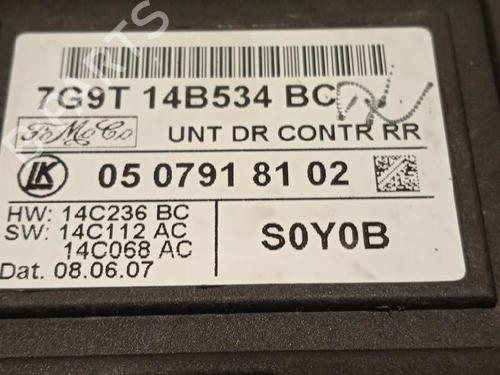 7G9T 14B534 BC
FoMoCo
UNT DR CONTR RR
LK
05 0791 81 02
HW: 14C236 BC
SW: 14C112 AC
14C068 AC
Dat. 08.06.07
S0Y0B